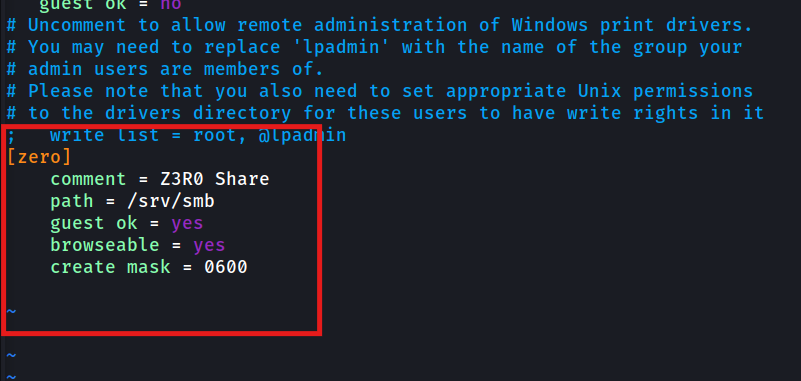 guest ok = no
# Uncomment to allow remote administration of Windows print drivers.
# You may need to replace 'lpadmin' with the name of the group your
# admin users are members of.
# Please note that you also need to set appropriate Unix permissions
# to the drivers directory for these users to have write rights in it
;   write list = root, @lpadmin
[zero]
    comment = Z3R0 Share
    path = /srv/smb
    guest ok = yes
    browseable = yes
    create mask = 0600
~
~
~